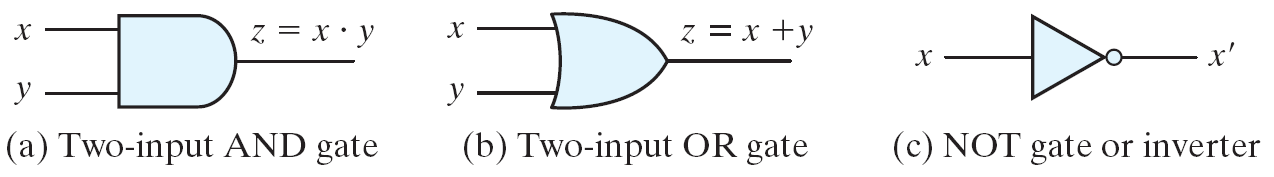 x
y
z = x · y
(a) Two-input AND gate
x
y
z = x +y
(b) Two-input OR gate
x
x′
(c) NOT gate or inverter